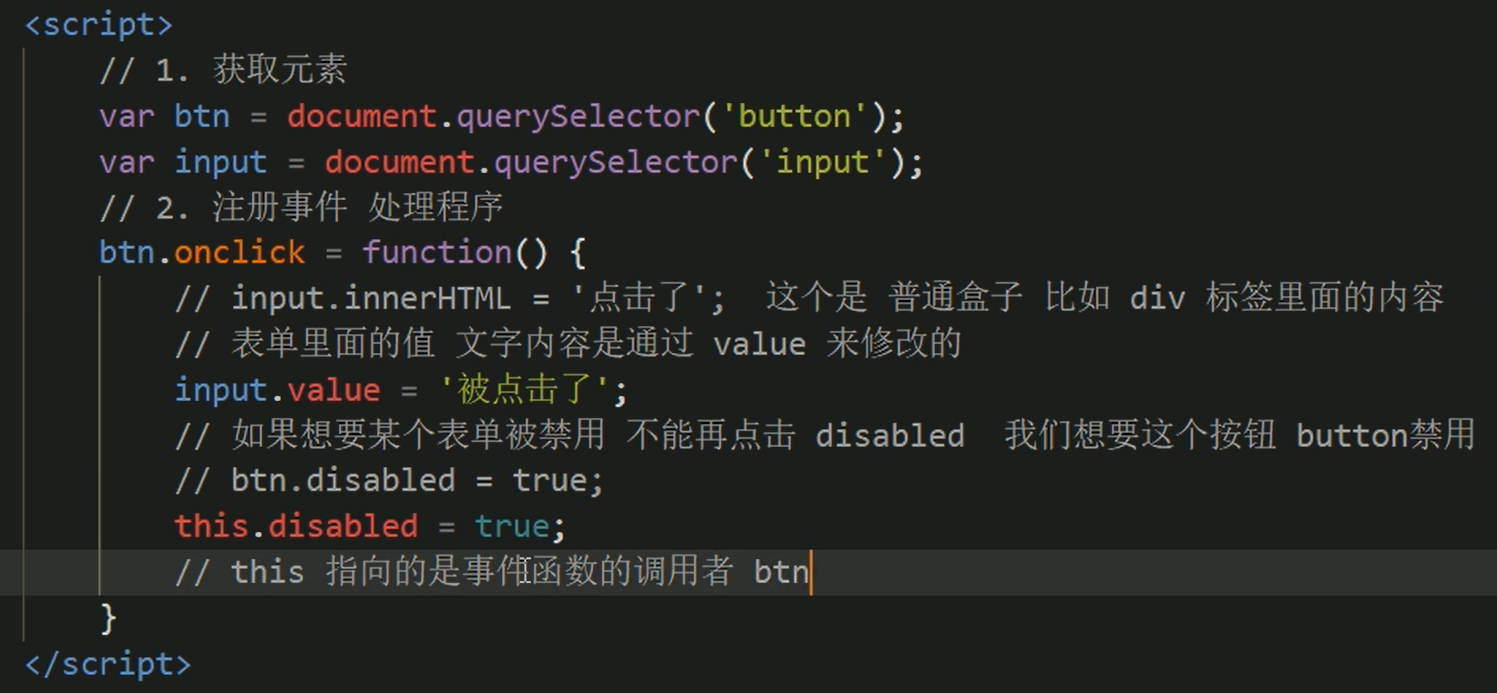 <script>
// 1. 获取元素
var btn = document.querySelector('button');
var input = document.querySelector('input');
// 2. 注册事件 处理程序
btn.onclick = function() {
// input.innerHTML = '点击了';  这个是 普通盒子 比如 div 标签里面的内容
// 表单里面的值 文字内容是通过 value 来修改的
input.value = '被点击了';
// 如果想要某个表单被禁用 不能再点击 disabled  我们想要这个按钮 button禁用
// btn.disabled = true;
this.disabled = true;
// this 指向的是事件函数的调用者 btn
}
</script>